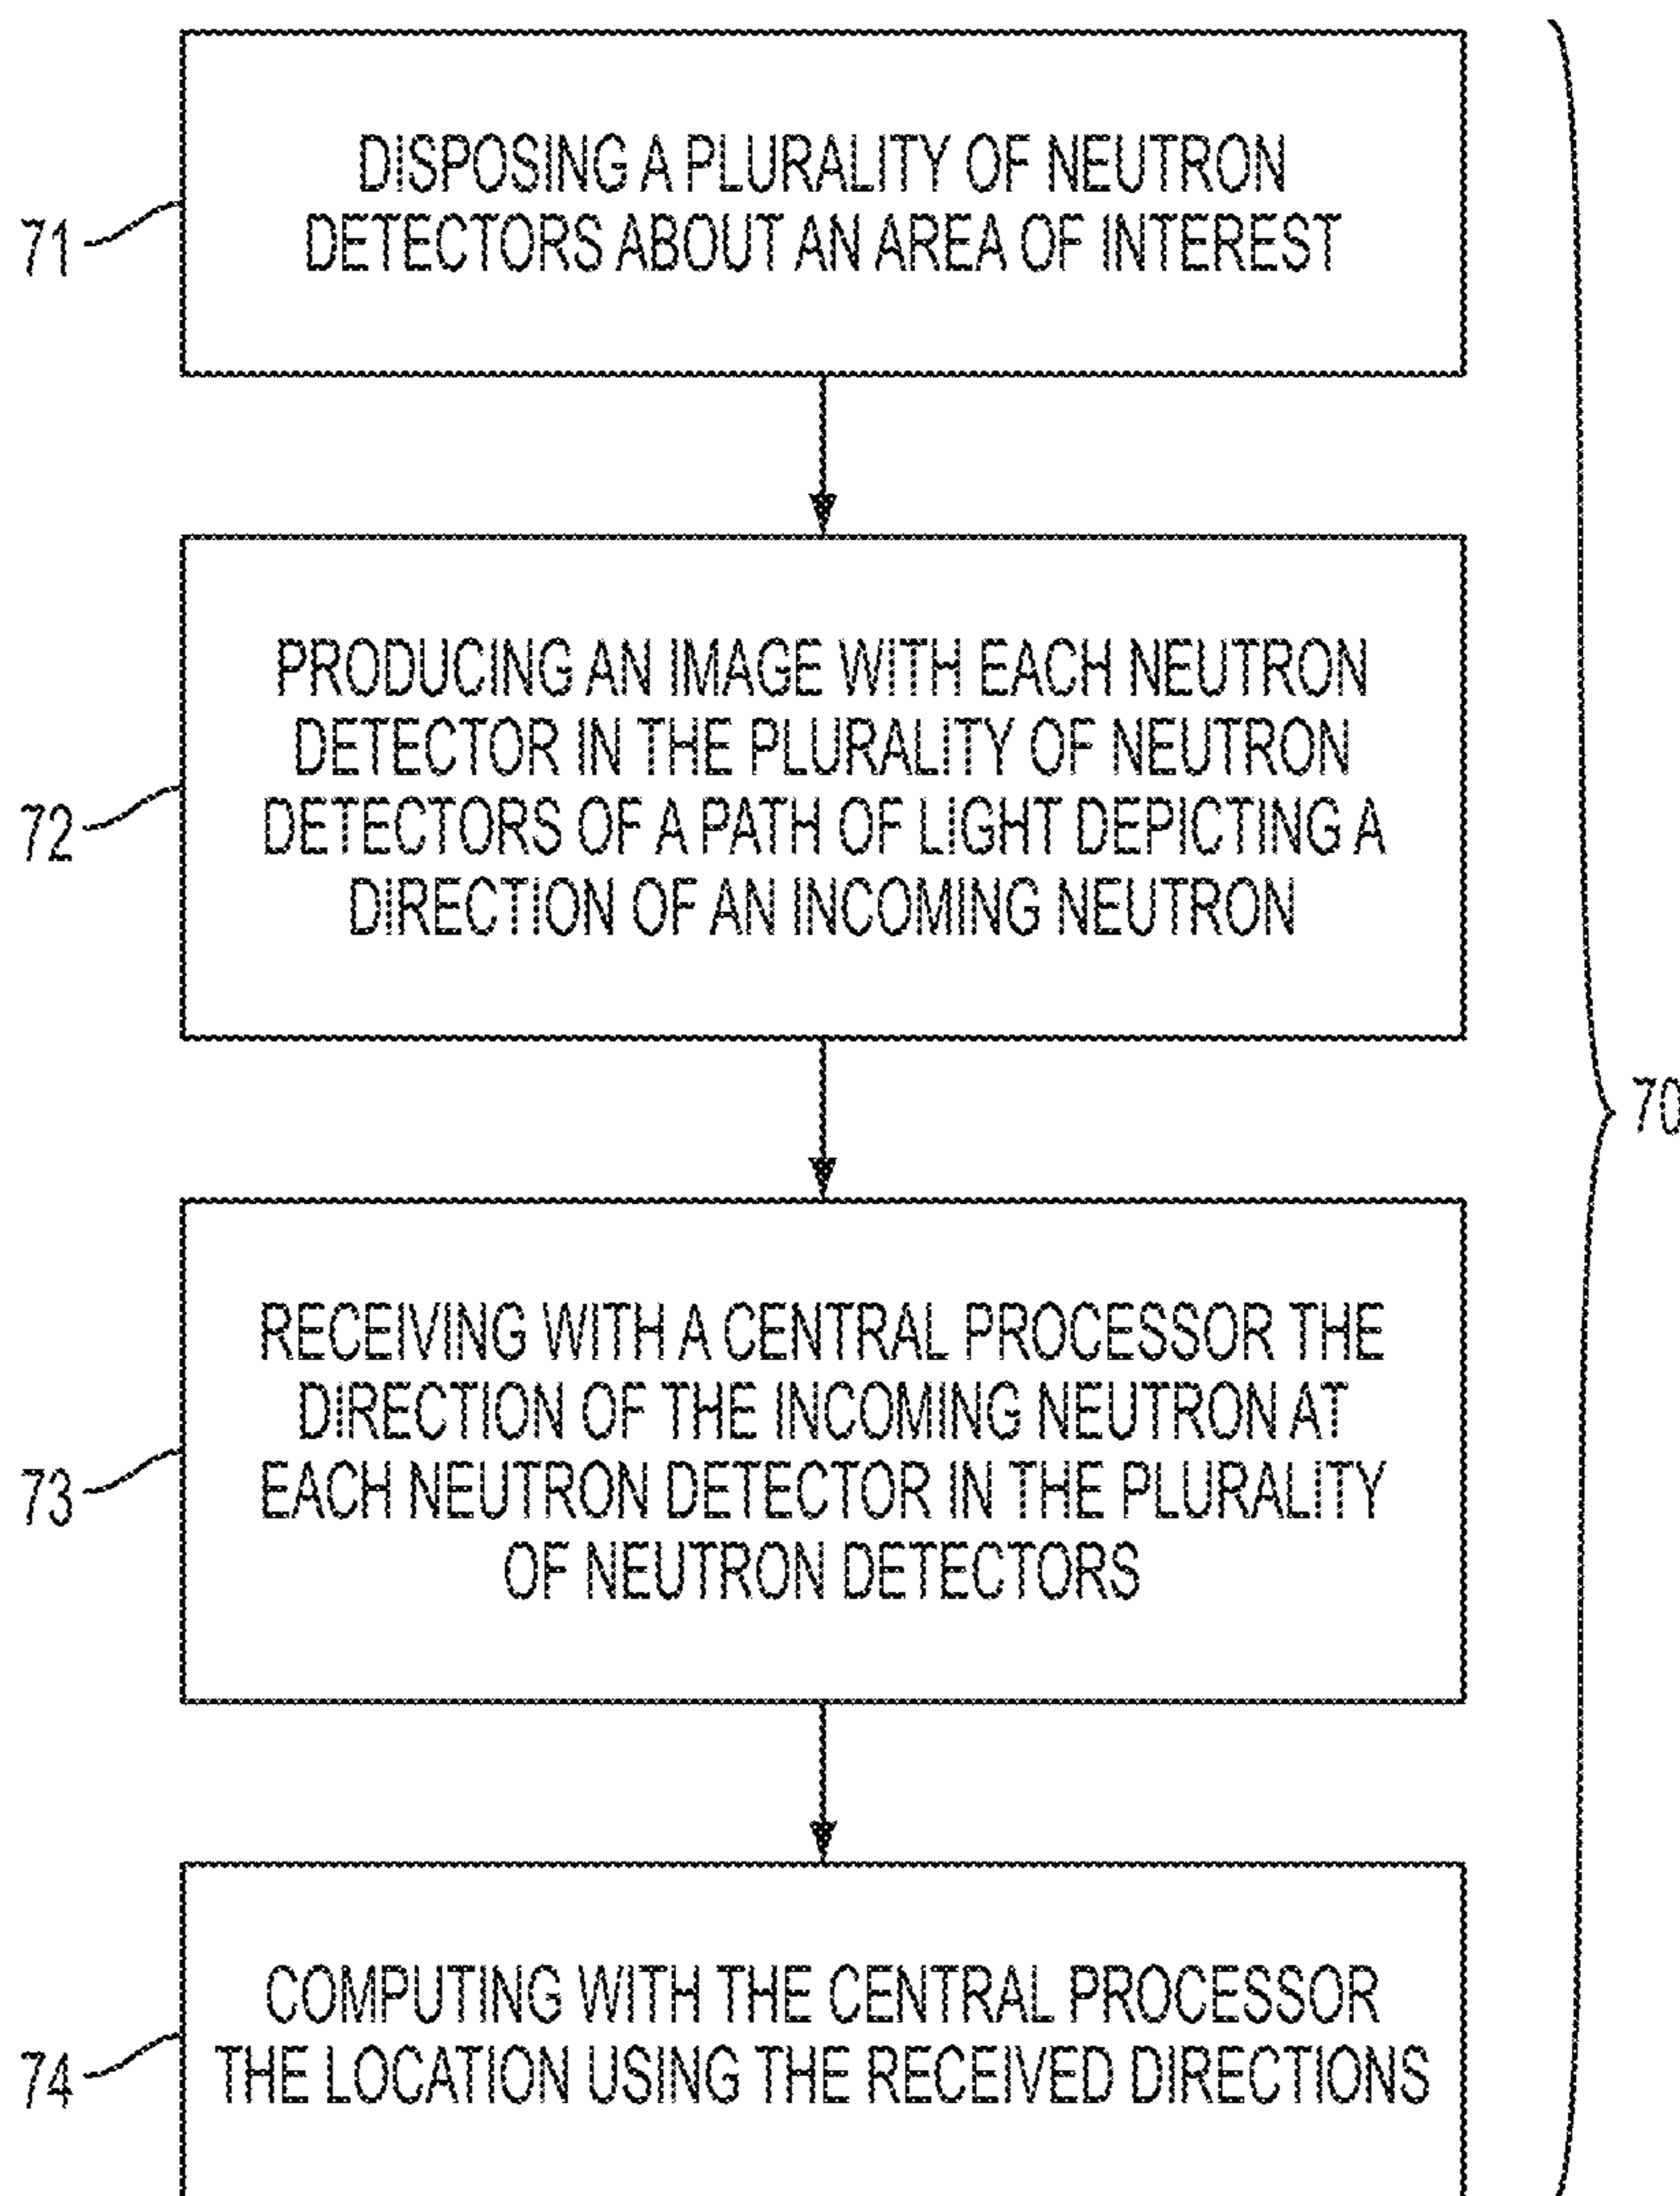 DISPOSING A PLURALITY OF NEUTRON
DETECTORS ABOUT AN AREA OF INTEREST
71
PRODUCING AN IMAGE WITH EACH NEUTRON
DETECTOR IN THE PLURALITY OF NEUTRON
DETECTORS OF A PATH OF LIGHT DEPICTING A
DIRECTION OF AN INCOMING NEUTRON
72
70
RECEIVING WITH A CENTRAL PROCESSOR THE
DIRECTION OF THE INCOMING NEUTRON AT
EACH NEUTRON DETECTOR IN THE PLURALITY
OF NEUTRON DETECTORS
73
COMPUTING WITH THE CENTRAL PROCESSOR
THE LOCATION USING THE RECEIVED DIRECTIONS
74